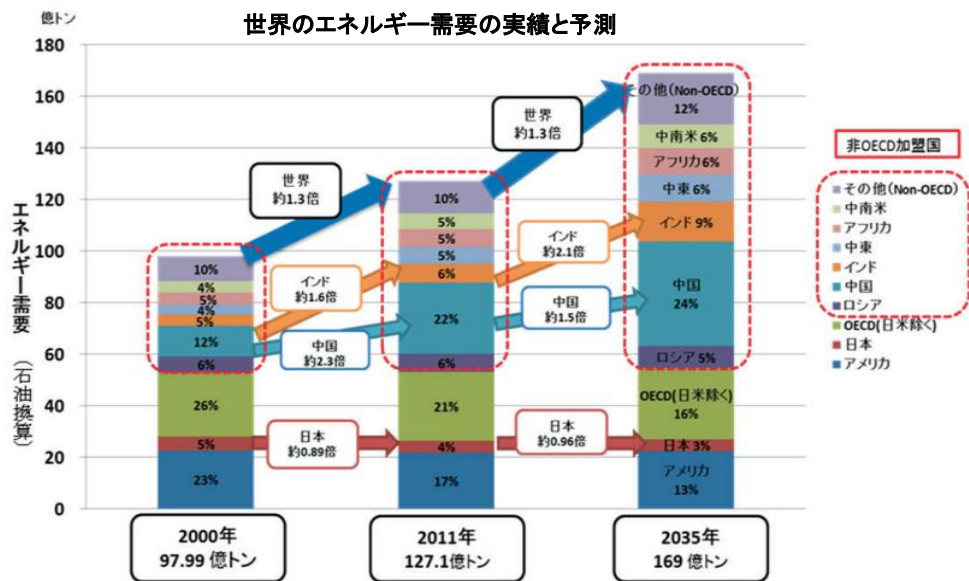 億トン
世界のエネルギー需要の実績と予測
エネルギー需要 (石油換算)
180
160
140
120
100
80
60
40
20
0
世界
約1.3倍
世界
約1.3倍
インド
約1.6倍
インド
約2.1倍
中国
約2.3倍
中国
約1.5倍
日本
約0.89倍
日本
約0.96倍
10%
4%
5%
4%
5%
12%
6%
26%
5%
23%
10%
5%
5%
5%
6%
22%
6%
21%
4%
17%
その他(Non-OECD)
12%
中南米 6%
アフリカ6%
中東 6%
インド 9%
中国
24%
ロシア 5%
OECD(日米除く)
16%
日本 3%
アメリカ
13%
2000年
97.99 億トン
2011年
127.1億トン
2035年
169 億トン
非OECD加盟国
その他(Non-OECD)
中南米
アフリカ
中東
インド
中国
ロシア
OECD(日米除く)
日本
アメリカ